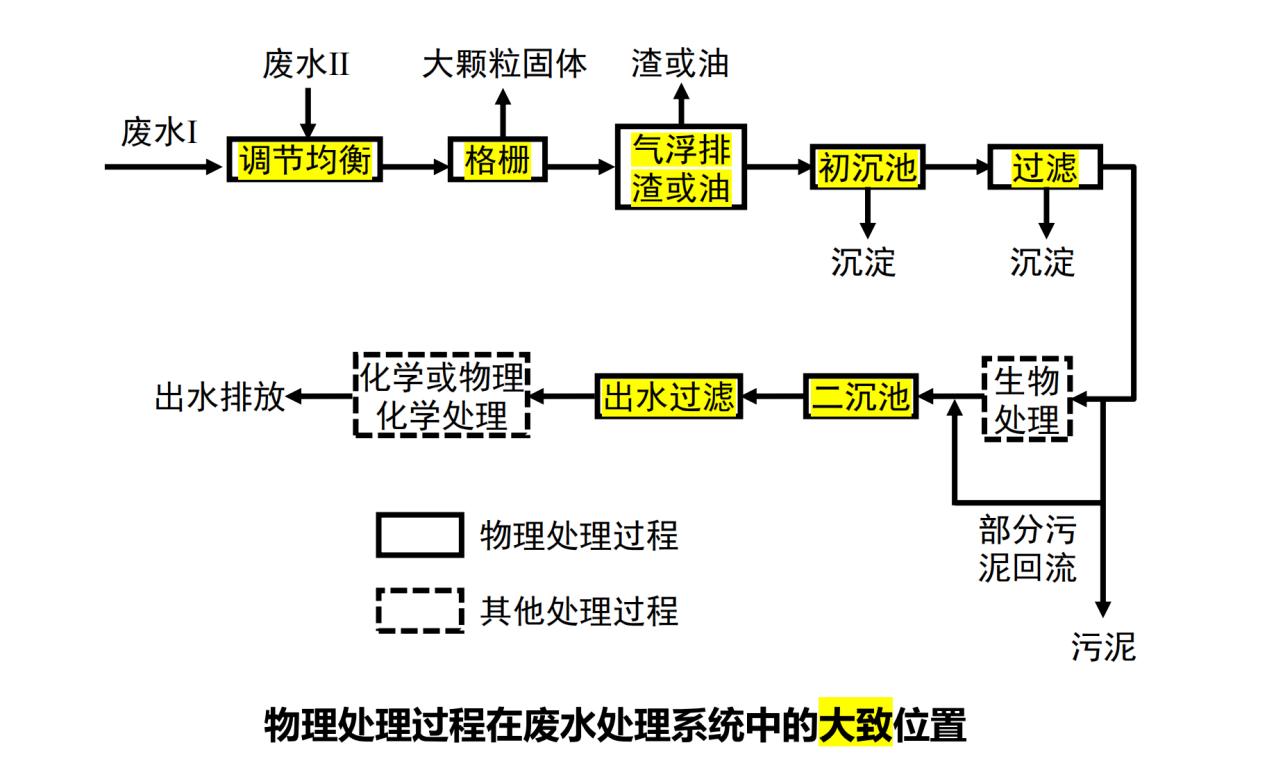 废水II
大颗粒固体
渣或油
废水I
调节均衡
格栅
气浮排
渣或油
初沉池
过滤
沉淀
沉淀
生物
处理
二沉池
出水过滤
化学或物理
化学处理
出水排放
部分污
泥回流
污泥
物理处理过程
其他处理过程
物理处理过程在废水处理系统中的大致位置